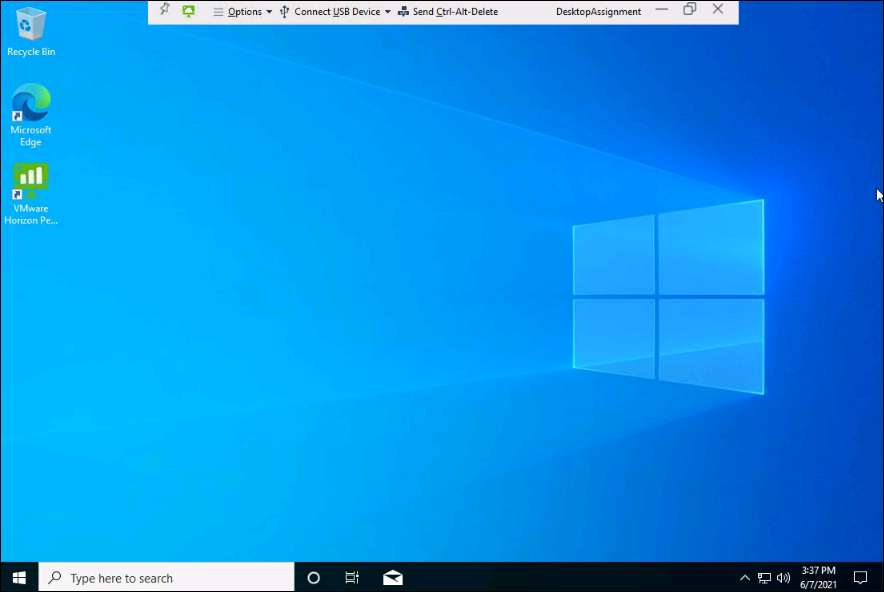 Options
Connect USB Device
Send Ctrl-Alt-Delete
DesktopAssignment
Recycle Bin
Microsoft
Edge
VMware
Horizon Pe...
Type here to search
3:37 PM
6/7/2021